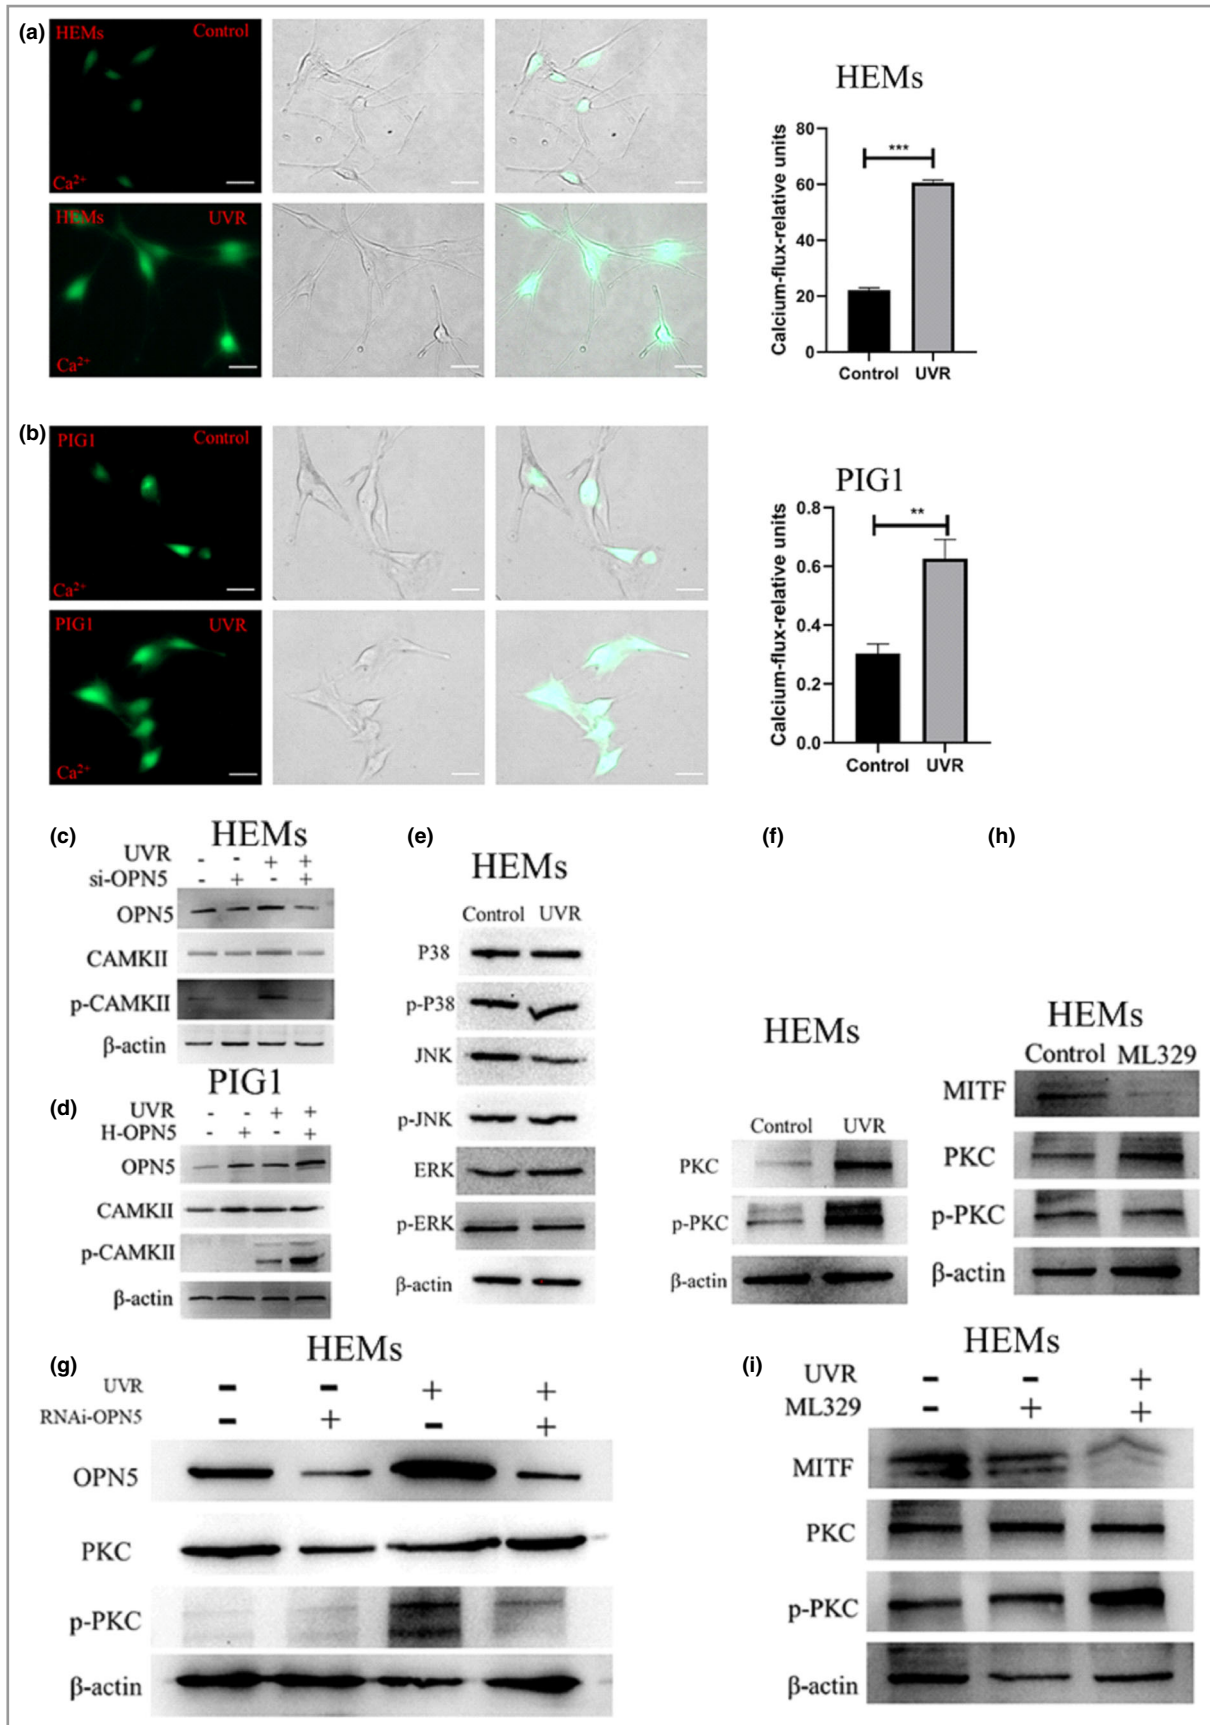 (a)
HEMs Control
Ca²⁺
HEMs UVR
Ca²⁺
HEMs
Calcium-flux-relative units
80
60
40
20
0
***
Control UVR
(b)
PIG1 Control
Ca²⁺
PIG1 UVR
Ca²⁺
PIG1
Calcium-flux-relative units
0.8
0.6
0.4
0.2
0.0
**
Control UVR
(c)
HEMs
UVR - - + +
si-OPN5 - + - +
OPN5
CAMKII
p-CAMKII
β-actin
(d)
PIG1
UVR - - + +
H-OPN5 - + - +
OPN5
CAMKII
p-CAMKII
β-actin
(e)
HEMs
Control UVR
P38
p-P38
JNK
p-JNK
ERK
p-ERK
β-actin
(f)
HEMs
Control UVR
PKC
p-PKC
β-actin
(h)
HEMs
Control ML329
MITF
PKC
p-PKC
β-actin
(g)
HEMs
UVR - - + +
RNAi-OPN5 - + - +
OPN5
PKC
p-PKC
β-actin
(i)
HEMs
UVR - - +
ML329 - + +
MITF
PKC
p-PKC
β-actin